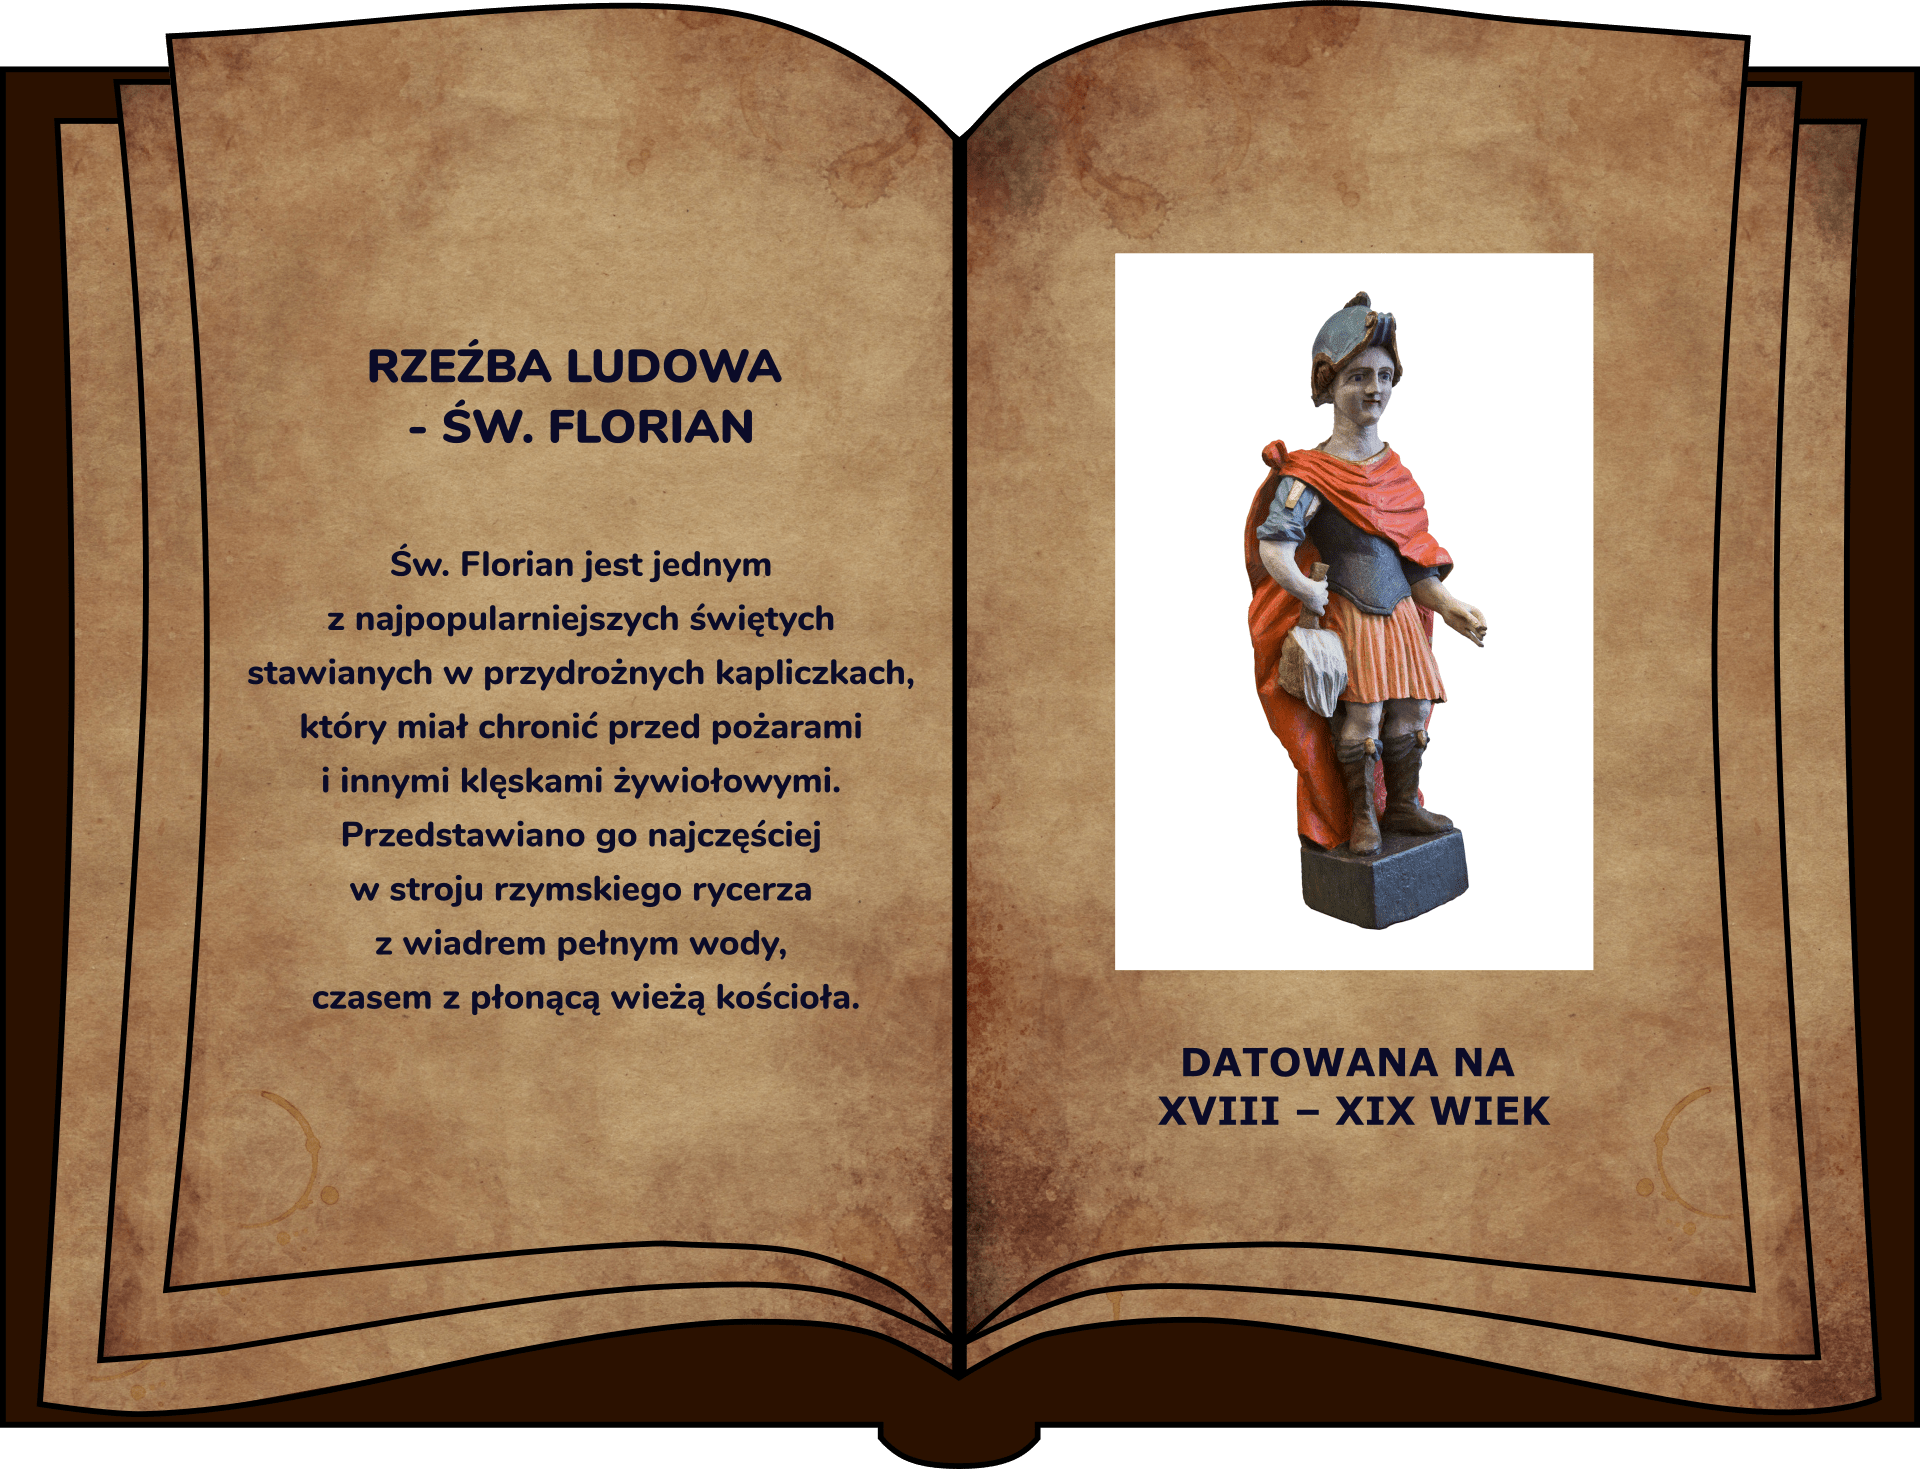 RZEŹBA LUDOWA
- ŚW. FLORIAN
Św. Florian jest jednym
z najpopularniejszych świętych
stawianych w przydrożnych kapliczkach,
który miał chronić przed pożarami
i innymi klęskami żywiołowymi.
Przedstawiano go najczęściej
w stroju rzymskiego rycerza
z wiadrem pełnym wody,
czasem z płonącą wieżą kościoła.
DATOWANA NA
XVIII – XIX WIEK